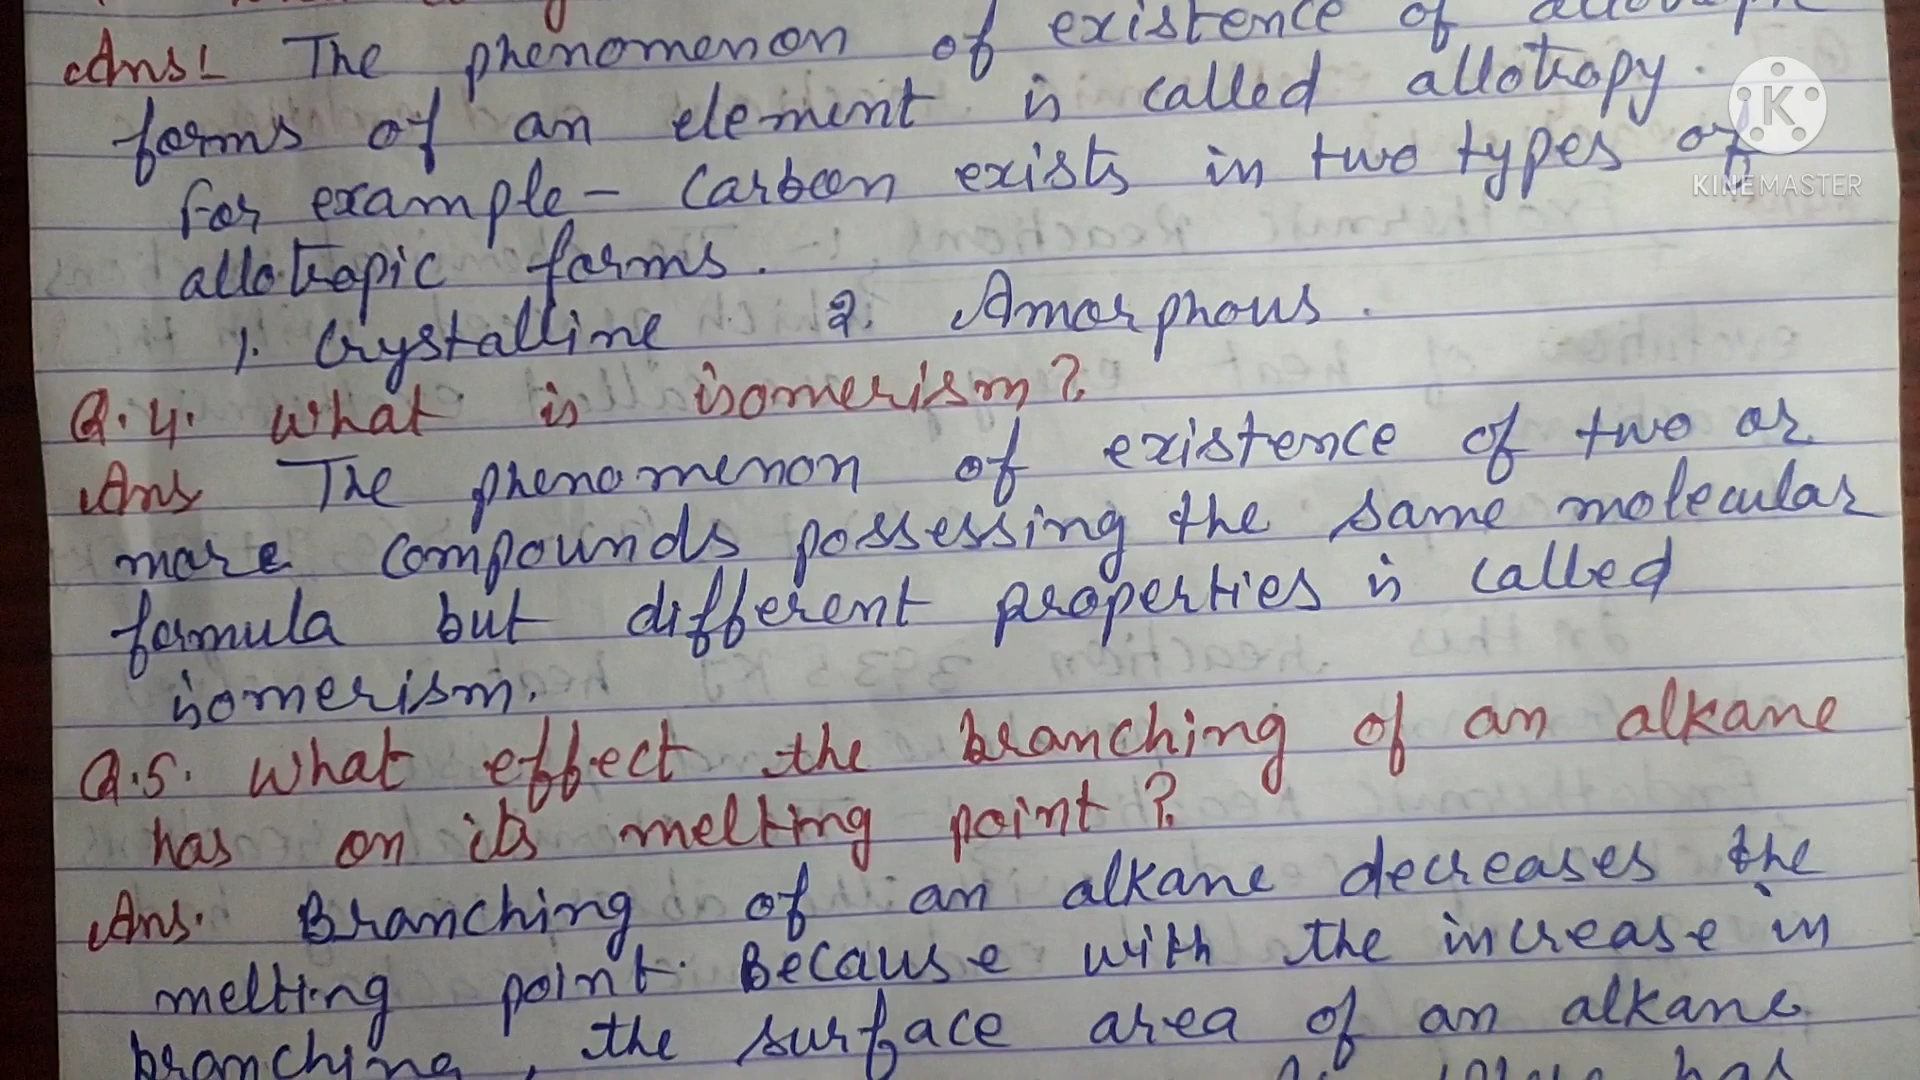 Ans! The phenomenon of existence of
forms of an element is called allotropy.
For example - Carbon exists in two types of
allotropic forms.
1. Crystalline 2. Amorphous.
Q.4. What is isomerism?
Ans The phenomenon of existence of two or
more compounds possessing the same molecular
formula but different properties is called
isomerism.
Q.5. What effect the branching of an alkane
has on its melting point?
Ans. Branching of an alkane decreases the
melting point. Because with the increase in
branching, the surface area of an alkane
has
K
KINEMASTER